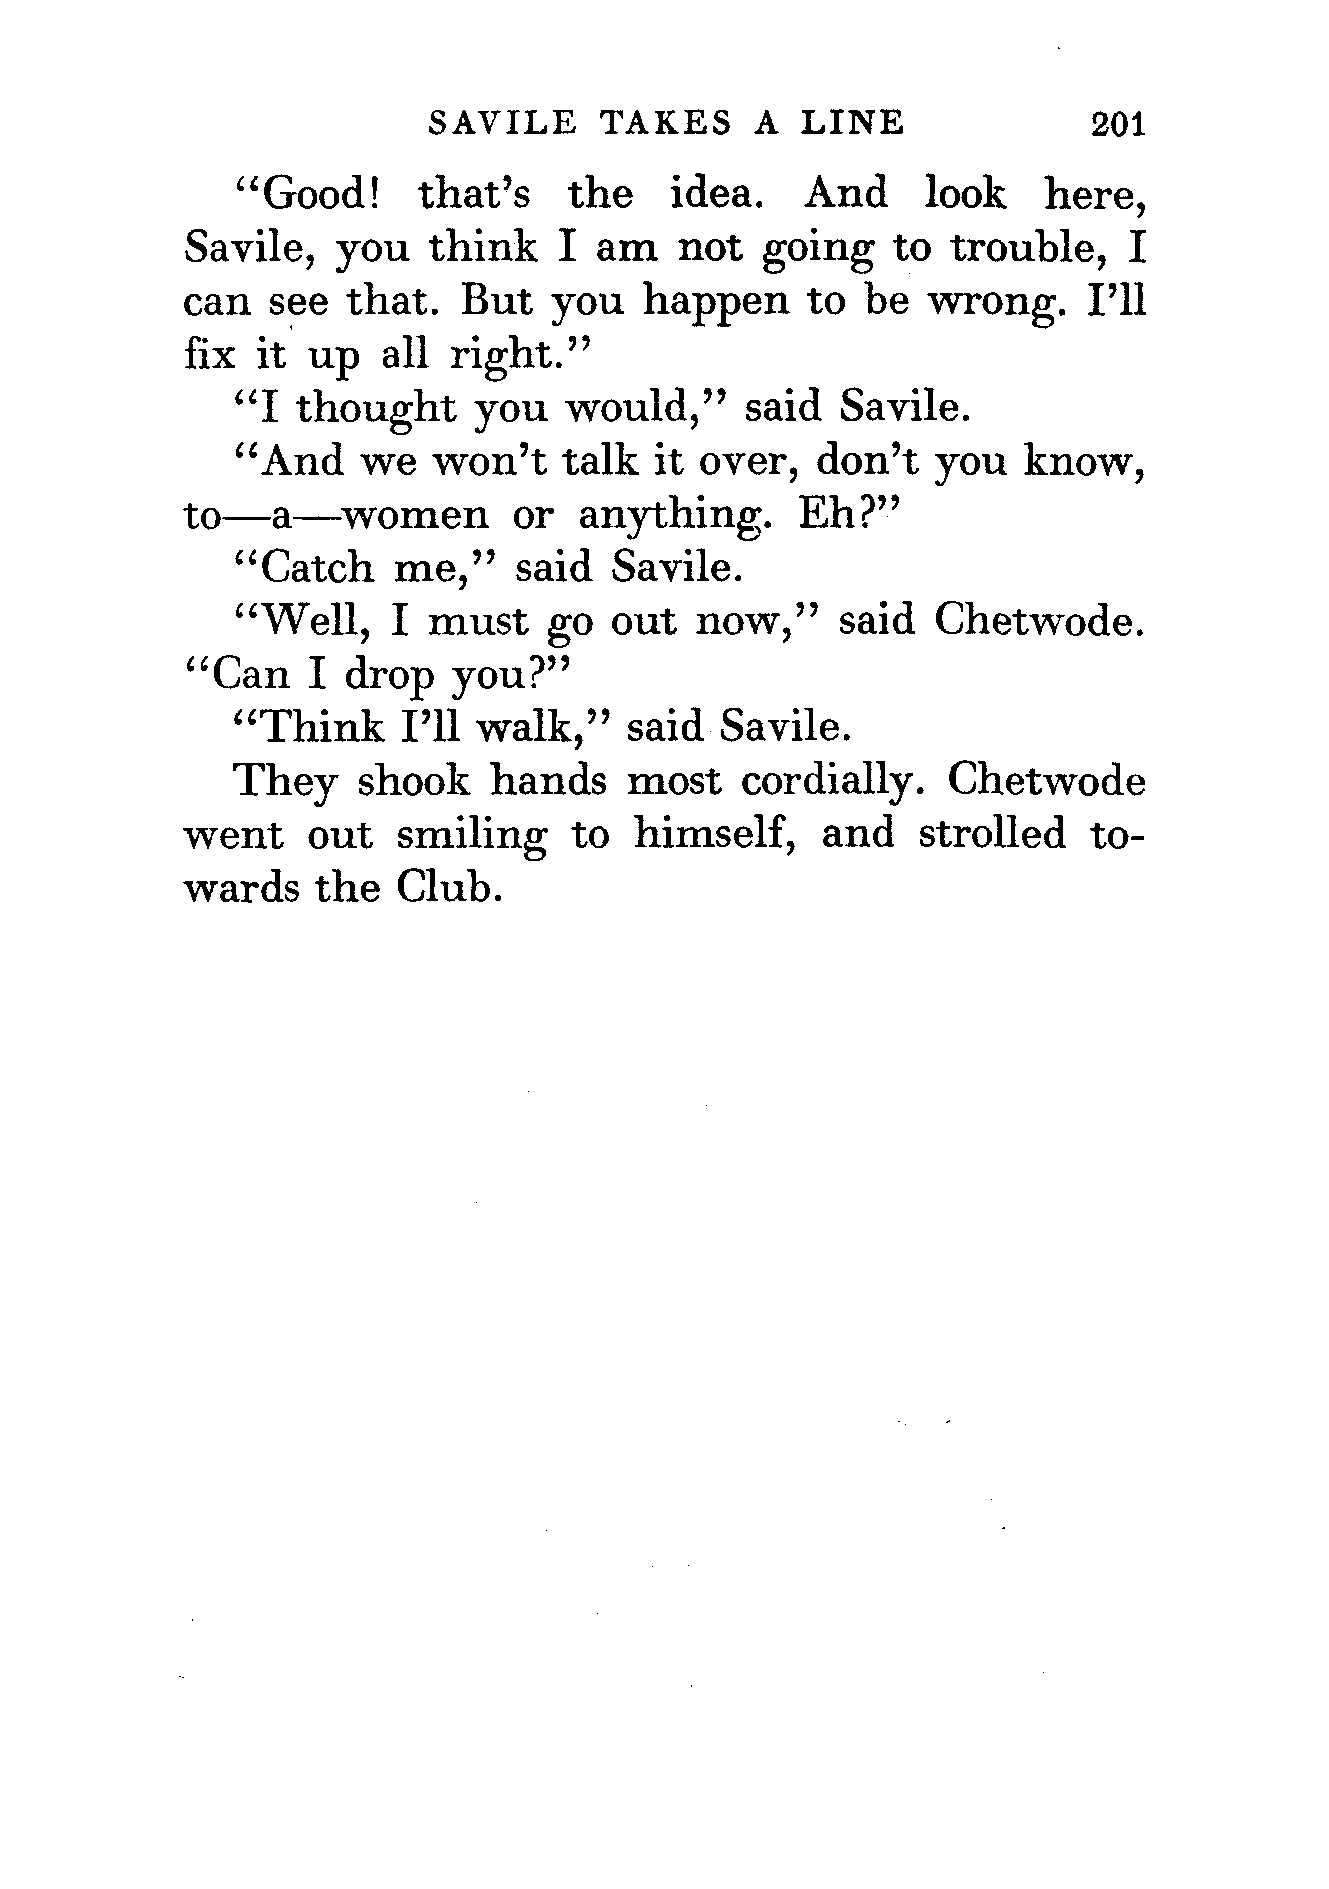 SAVILE TAKES A LINE 201
"Good! that's the idea. And look here,
Savile, you think I am not going to trouble, I
can see that. But you happen to be wrong. I'll
fix it up all right."
"I thought you would," said Savile.
"And we won't talk it over, don't you know,
to—a—women or anything. Eh?"
"Catch me," said Savile.
"Well, I must go out now," said Chetwode.
"Can I drop you?"
"Think I'll walk," said Savile.
They shook hands most cordially. Chetwode
went out smiling to himself, and strolled to-
wards the Club.